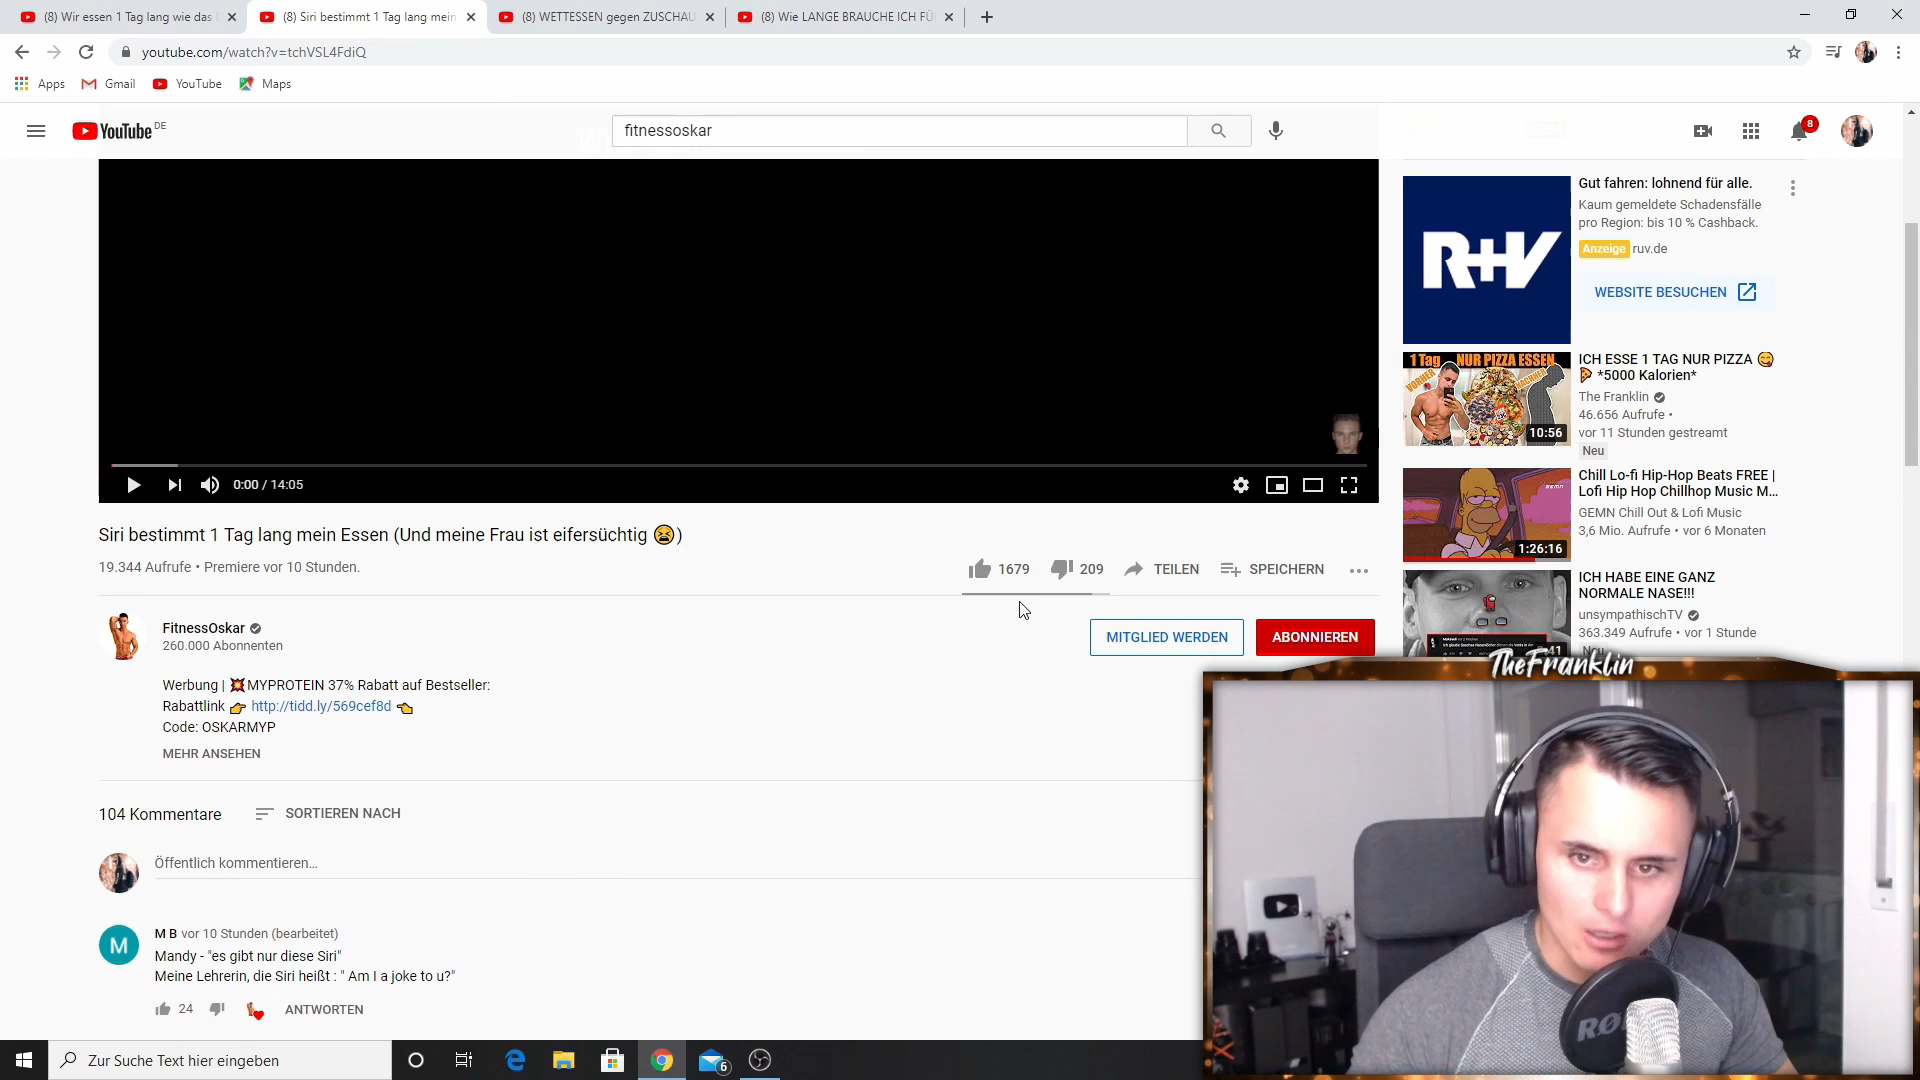 (8) Wir essen 1 Tag lang wie das
(8) Siri bestimmt 1 Tag lang mein
(8) WETTESSEN gegen ZUSCHAU
(8) Wie LANGE BRAUCHE ICH FÜ
youtube.com/watch?v=tchVSL4FdiQ
Apps
Gmail
YouTube
Maps
YouTube DE
fitnessoskar
8
0:00 / 14:05
Siri bestimmt 1 Tag lang mein Essen (Und meine Frau ist eifersüchtig 😫)
19.344 Aufrufe • Premiere vor 10 Stunden.
1679
209
TEILEN
SPEICHERN
FitnessOskar
260.000 Abonnenten
MITGLIED WERDEN
ABONNIEREN
Werbung | 💥MYPROTEIN 37% Rabatt auf Bestseller:
Rabattlink 👉 http://tidd.ly/569cef8d 👈
Code: OSKARMYP
MEHR ANSEHEN
104 Kommentare
SORTIEREN NACH
Öffentlich kommentieren...
M
M B vor 10 Stunden (bearbeitet)
Mandy - "es gibt nur diese Siri"
Meine Lehrerin, die Siri heißt : " Am I a joke to u?"
24
ANTWORTEN
R+V
Gut fahren: lohnend für alle.
Kaum gemeldete Schadensfälle
pro Region: bis 10 % Cashback.
Anzeige ruv.de
WEBSITE BESUCHEN
1 Tag NUR PIZZA ESSEN
VORHER
NACHHER
10:56
ICH ESSE 1 TAG NUR PIZZA 😋
🍕 *5000 Kalorien*
The Franklin
46.656 Aufrufe •
vor 11 Stunden gestreamt
Neu
GEMN
1:26:16
Chill Lo-fi Hip-Hop Beats FREE |
Lofi Hip Hop Chillhop Music M...
GEMN Chill Out & Lofi Music
3,6 Mio. Aufrufe • vor 6 Monaten
ICH HABE EINE GANZ
NORMALE NASE!!!
unsympathischTV
363.349 Aufrufe • vor 1 Stunde
Neu
TheFranklin
RØ
Zur Suche Text hier eingeben
6